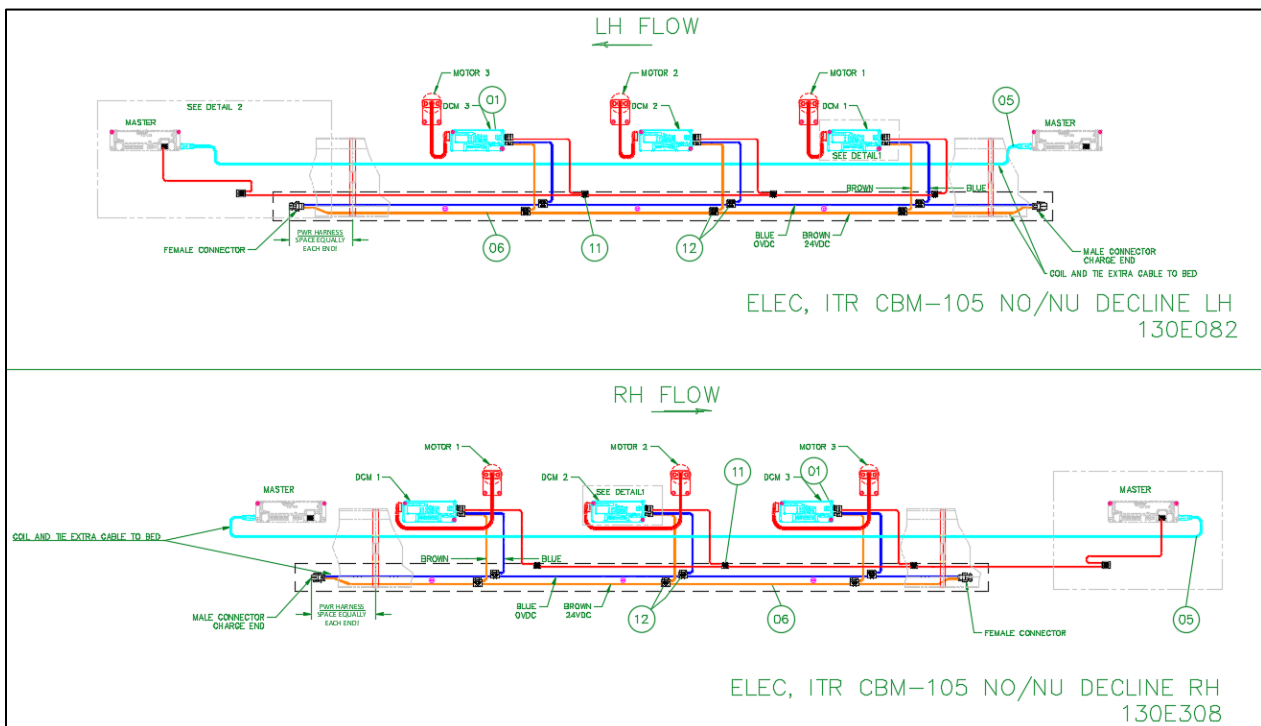 LH FLOW
MOTOR 3
MOTOR 2
MOTOR 1
SEE DETAIL 2
DCM 3
01
DCM 2
DCM 1
05
MASTER
MASTER
SEE DETAIL1
BROWN
BLUE
FEMALE CONNECTOR
PWR HARNESS
SPACE EQUALLY
EACH END!
06
11
12
BLUE
0VDC
BROWN
24VDC
MALE CONNECTOR
CHARGE END
COIL AND TIE EXTRA CABLE TO BED
ELEC, ITR CBM-105 NO/NU DECLINE LH
130E082
RH FLOW
MOTOR 1
MOTOR 2
MOTOR 3
DCM 1
DCM 2
11
DCM 3
01
MASTER
SEE DETAIL1
MASTER
COIL AND TIE EXTRA CABLE TO BED
BROWN
BLUE
MALE CONNECTOR
CHARGE END
PWR HARNESS
SPACE EQUALLY
EACH END!
BLUE
0VDC
BROWN
24VDC
12
06
FEMALE CONNECTOR
05
ELEC, ITR CBM-105 NO/NU DECLINE RH
130E308